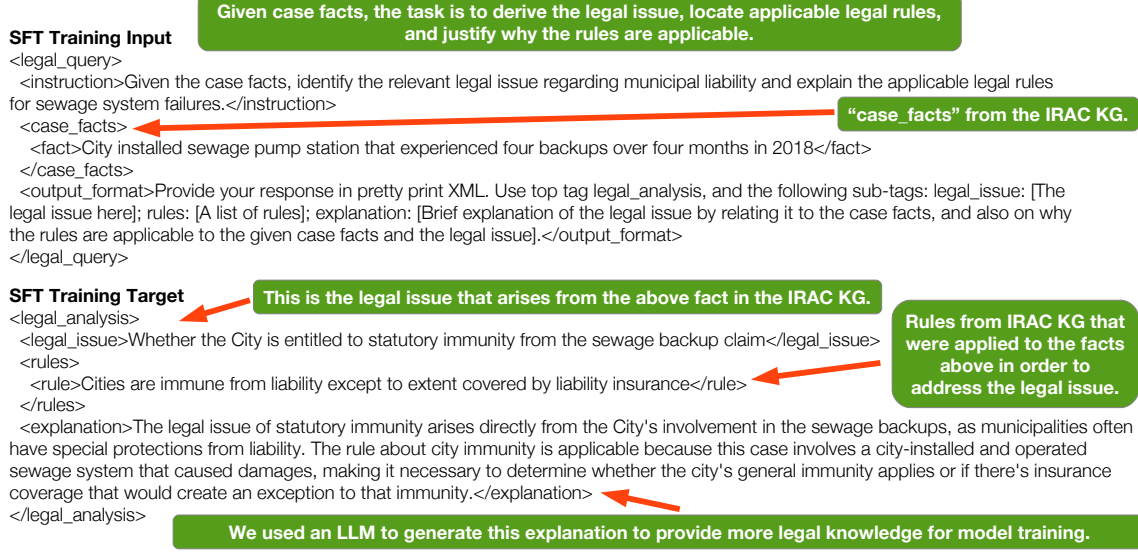 Given case facts, the task is to derive the legal issue, locate applicable legal rules,
and justify why the rules are applicable.
SFT Training Input
<legal_query>
<instruction>Given the case facts, identify the relevant legal issue regarding municipal liability and explain the applicable legal rules
for sewage system failures.</instruction>
<case_facts>
"case_facts" from the IRAC KG.
<fact>City installed sewage pump station that experienced four backups over four months in 2018</fact>
</case_facts>
<output_format>Provide your response in pretty print XML. Use top tag legal_analysis, and the following sub-tags: legal_issue: [The
legal issue here]; rules: [A list of rules]; explanation: [Brief explanation of the legal issue by relating it to the case facts, and also on why
the rules are applicable to the given case facts and the legal issue].</output_format>
</legal_query>
SFT Training Target
This is the legal issue that arises from the above fact in the IRAC KG.
<legal_analysis>
<legal_issue>Whether the City is entitled to statutory immunity from the sewage backup claim</legal_issue>
<rules>
<rule>Cities are immune from liability except to extent covered by liability insurance</rule>
</rules>
Rules from IRAC KG that
were applied to the facts
above in order to
address the legal issue.
<explanation>The legal issue of statutory immunity arises directly from the City's involvement in the sewage backups, as municipalities often
have special protections from liability. The rule about city immunity is applicable because this case involves a city-installed and operated
sewage system that caused damages, making it necessary to determine whether the city's general immunity applies or if there's insurance
coverage that would create an exception to that immunity.</explanation>
</legal_analysis>
We used an LLM to generate this explanation to provide more legal knowledge for model training.